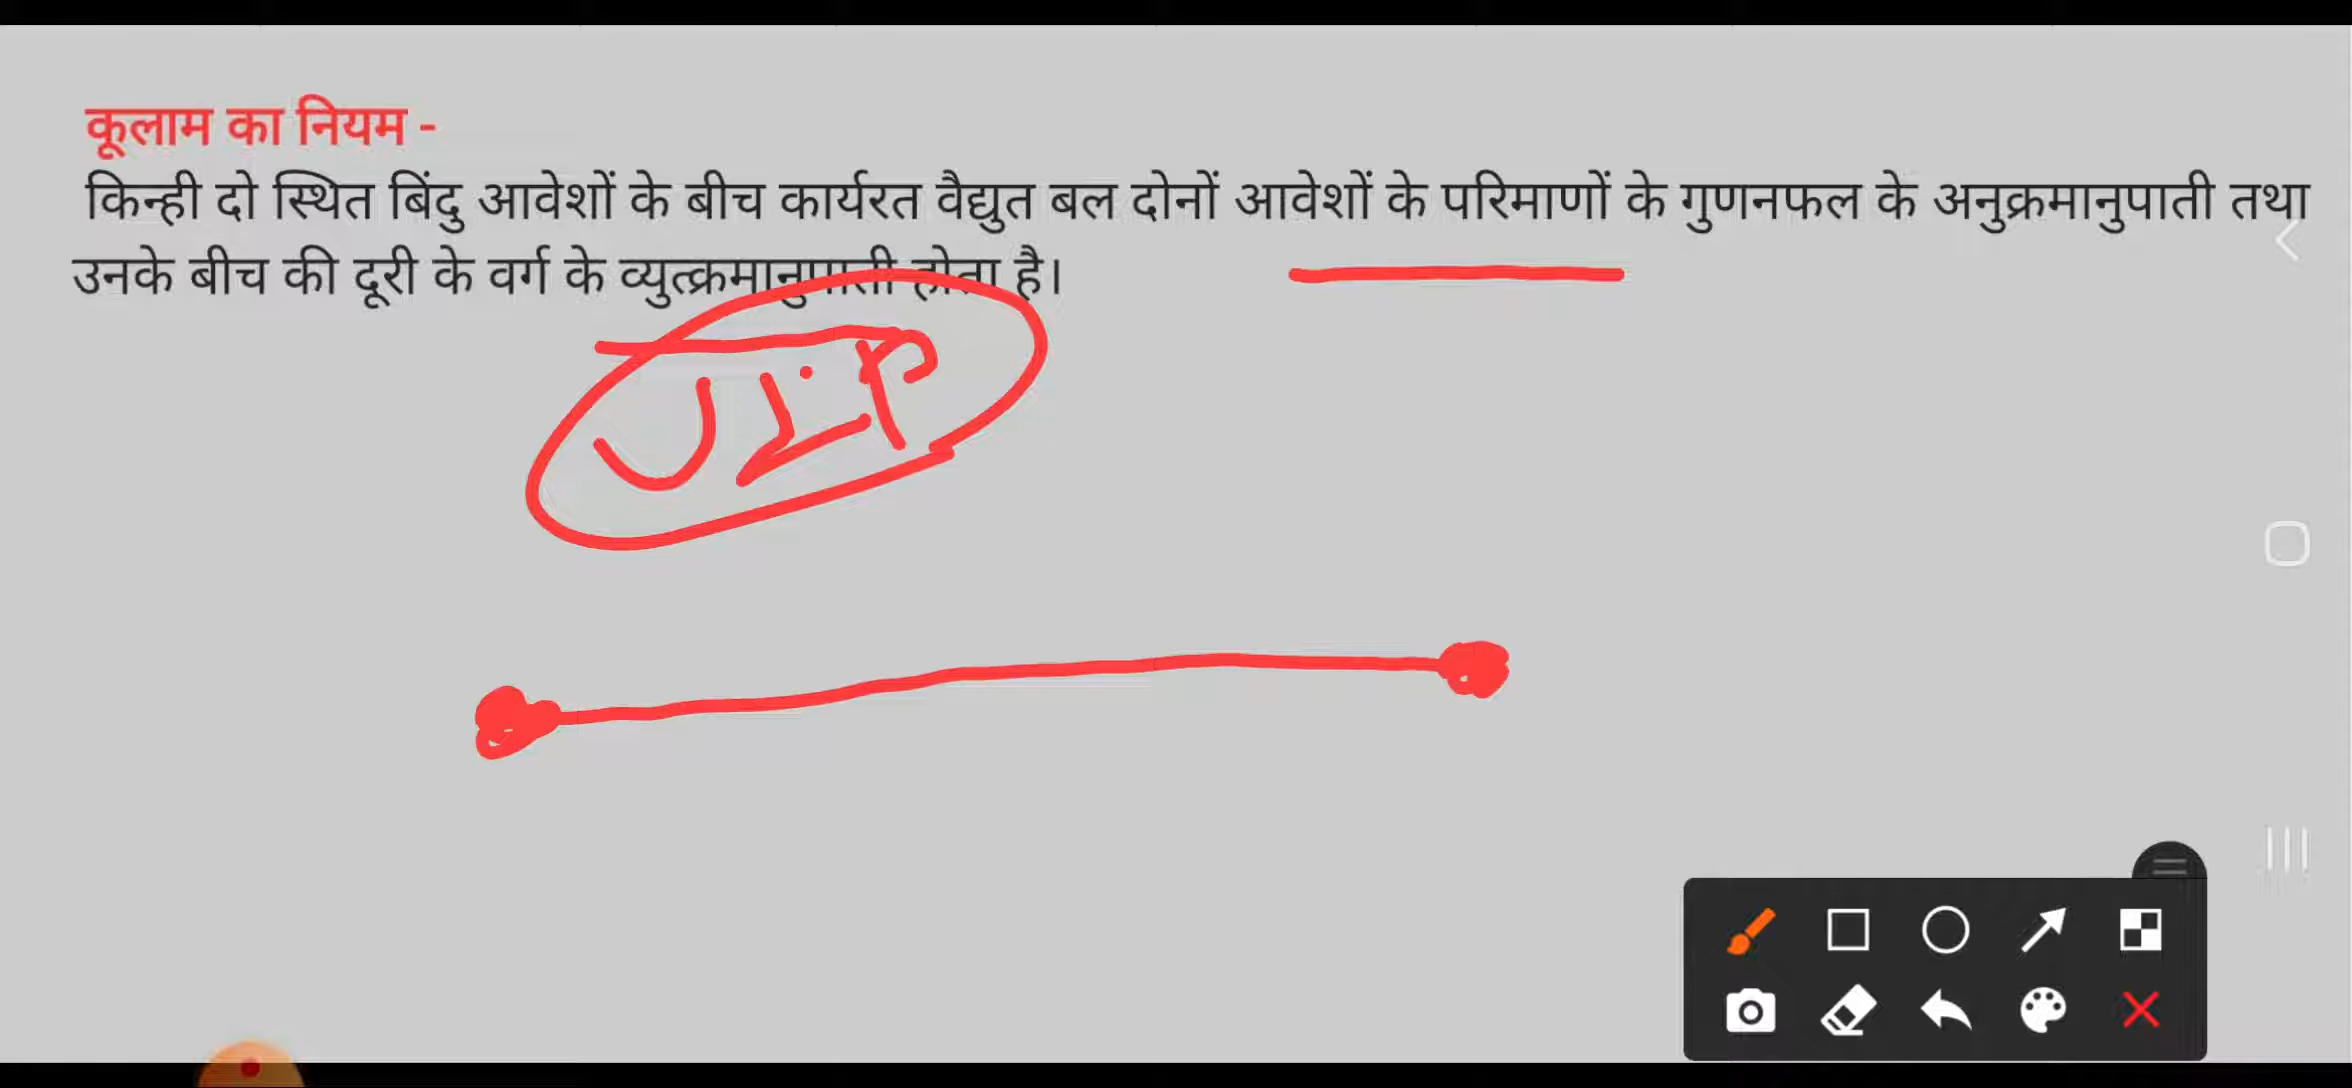 कूलाम का नियम -
किन्ही दो स्थित बिंदु आवेशों के बीच कार्यरत वैद्युत बल दोनों आवेशों के परिमाणों के गुणनफल के अनुक्रमानुपाती तथा
उनके बीच की दूरी के वर्ग के व्युत्क्रमानुपाती होता है।